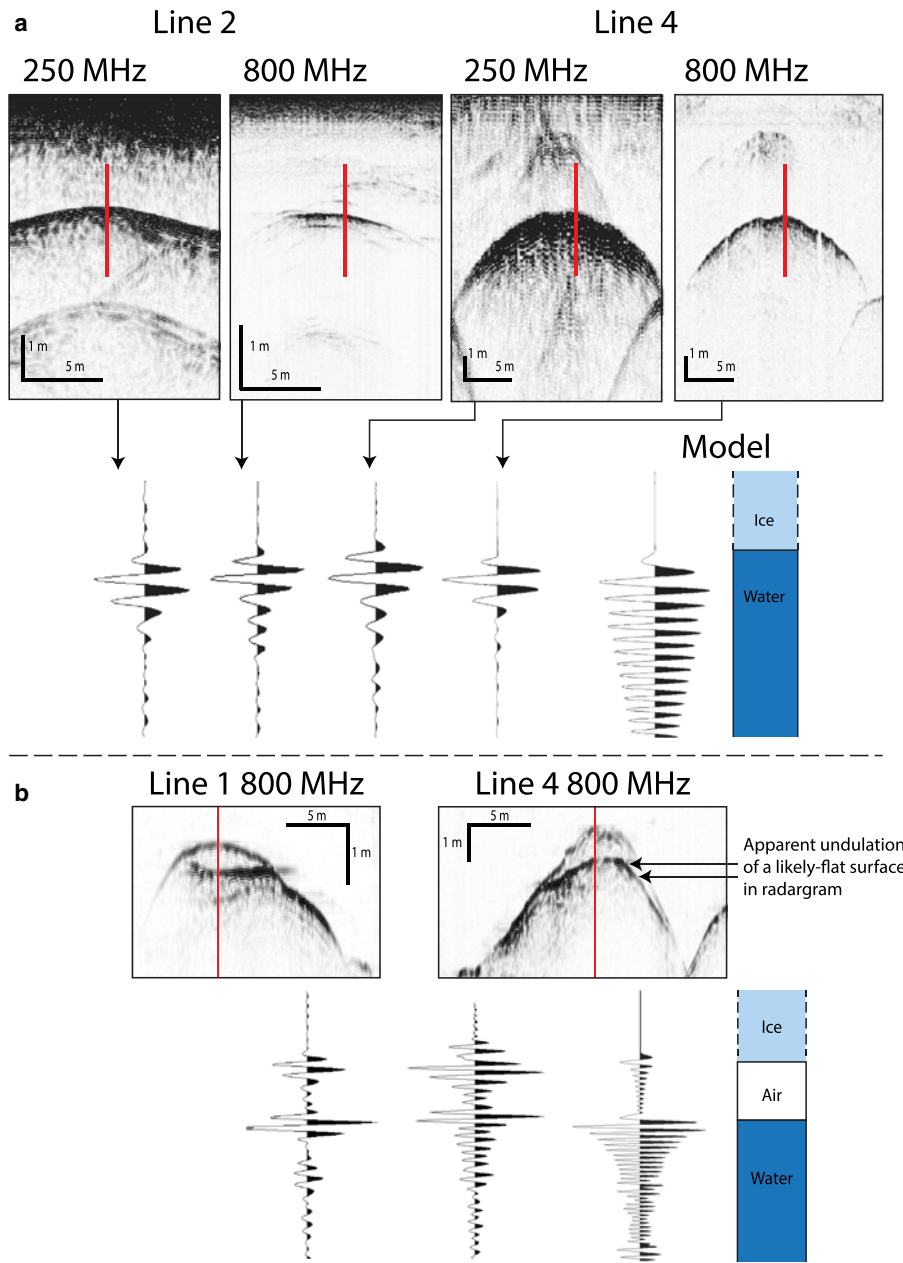 a
Line 2
Line 4
250 MHz
800 MHz
250 MHz
800 MHz
1 m
5 m
1 m
5 m
1 m
5 m
1 m
5 m
Model
Ice
Water
b
Line 1 800 MHz
Line 4 800 MHz
5 m
1 m
5 m
1 m
Apparent undulation
of a likely-flat surface
in radargram
Ice
Air
Water